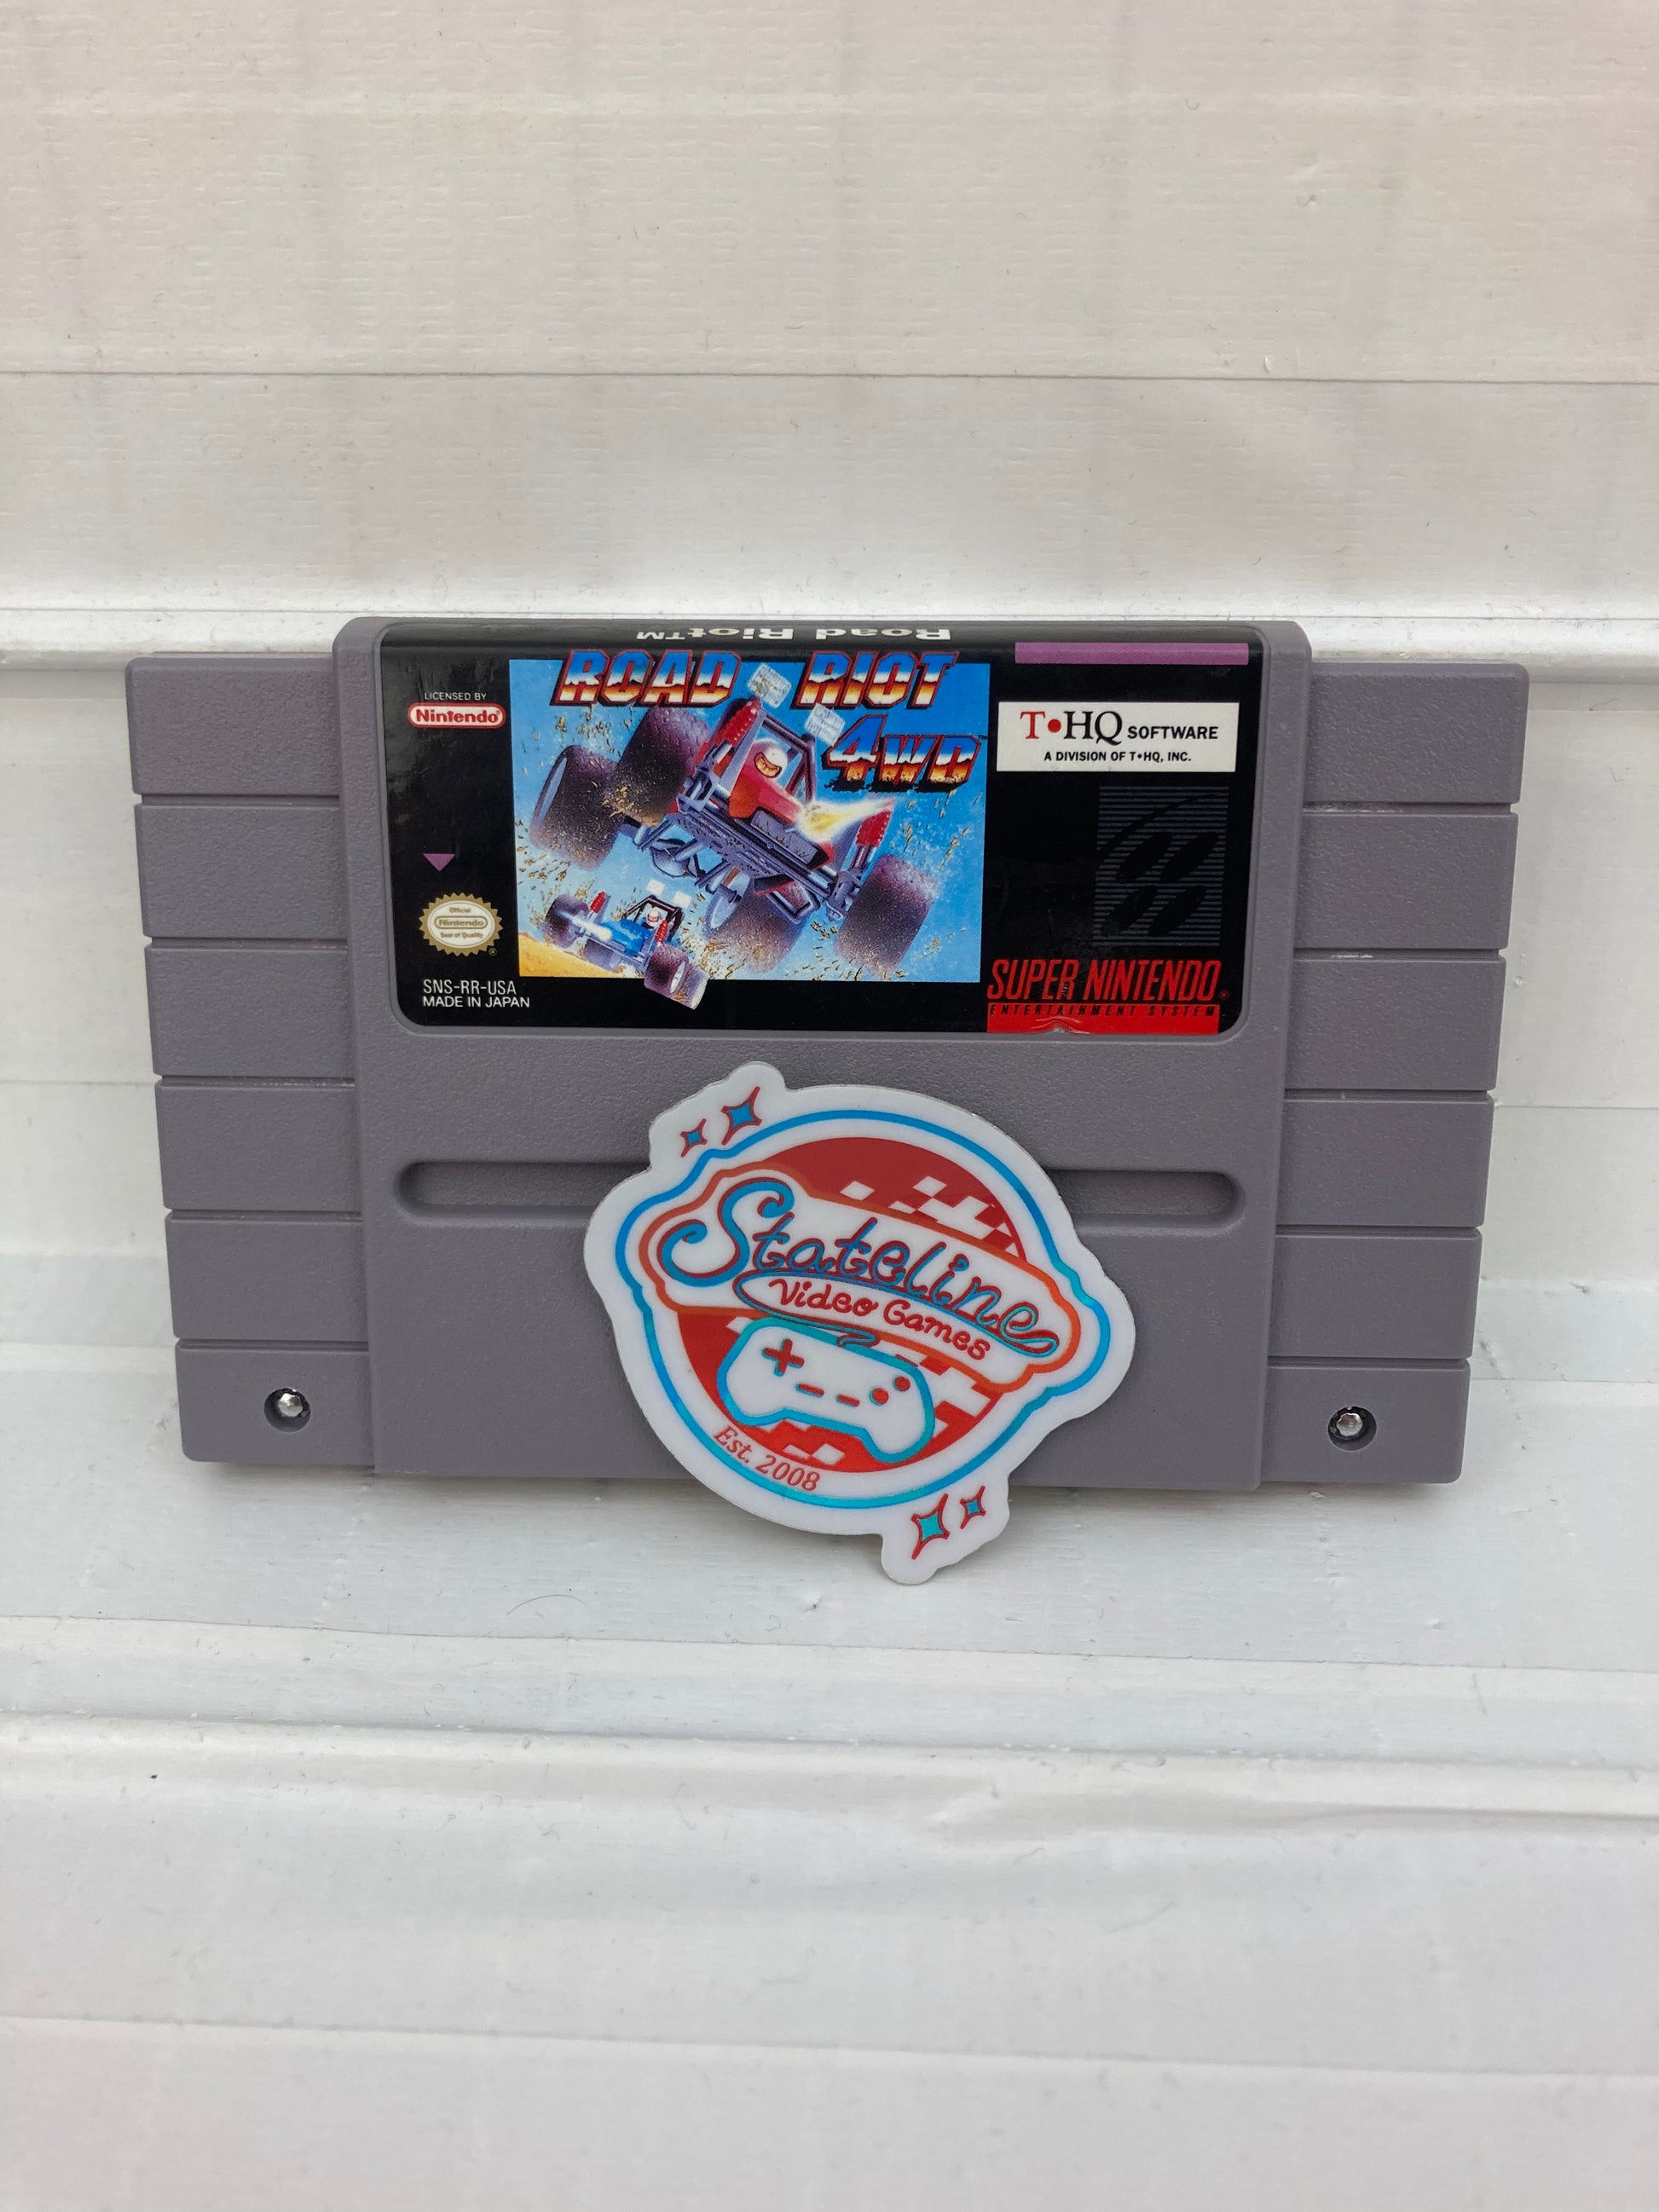 Road Riot™
ROAD RIOT
4WD™
LICENSED BY
Nintendo®
T•HQ SOFTWARE
A DIVISION OF T•HQ, INC.
Official
Nintendo
Seal of Quality
SNS-RR-USA
MADE IN JAPAN
SUPER NINTENDO®
ENTERTAINMENT SYSTEM
Stateline
Video Games
Est. 2008